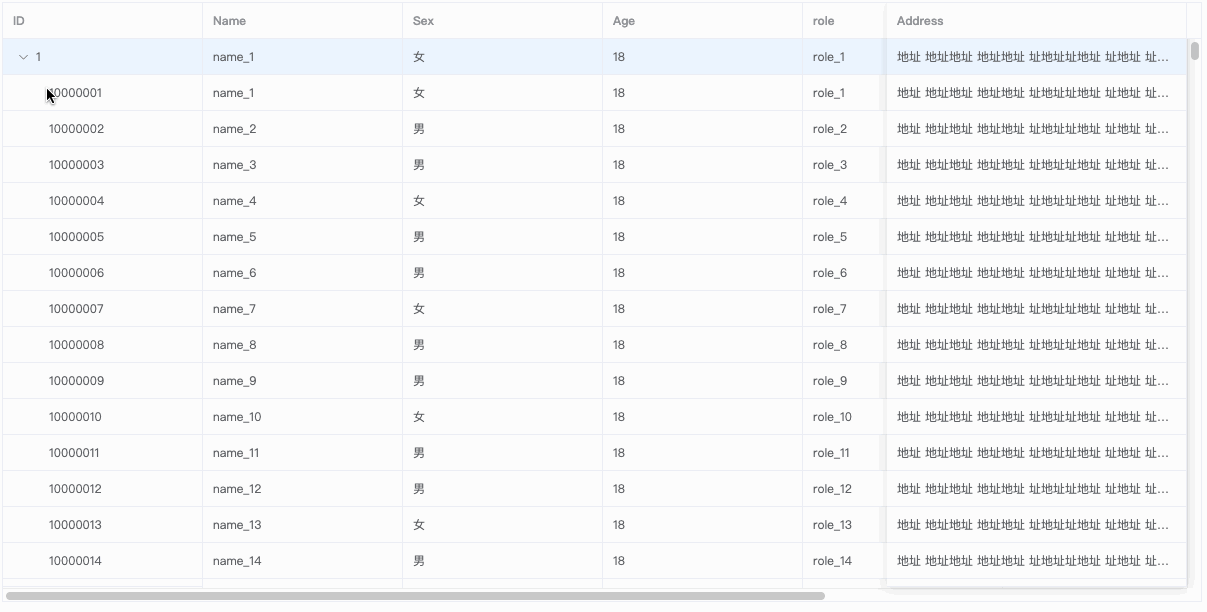 ID Name Sex Age role Address
1 name_1 女 18 role_1 地址 地址地址 地址地址 址地址址地址 址地址 址...
10000001 name_1 女 18 role_1 地址 地址地址 地址地址 址地址址地址 址地址 址...
10000002 name_2 男 18 role_2 地址 地址地址 地址地址 址地址址地址 址地址 址...
10000003 name_3 男 18 role_3 地址 地址地址 地址地址 址地址址地址 址地址 址...
10000004 name_4 女 18 role_4 地址 地址地址 地址地址 址地址址地址 址地址 址...
10000005 name_5 男 18 role_5 地址 地址地址 地址地址 址地址址地址 址地址 址...
10000006 name_6 男 18 role_6 地址 地址地址 地址地址 址地址址地址 址地址 址...
10000007 name_7 女 18 role_7 地址 地址地址 地址地址 址地址址地址 址地址 址...
10000008 name_8 男 18 role_8 地址 地址地址 地址地址 址地址址地址 址地址 址...
10000009 name_9 男 18 role_9 地址 地址地址 地址地址 址地址址地址 址地址 址...
10000010 name_10 女 18 role_10 地址 地址地址 地址地址 址地址址地址 址地址 址...
10000011 name_11 男 18 role_11 地址 地址地址 地址地址 址地址址地址 址地址 址...
10000012 name_12 男 18 role_12 地址 地址地址 地址地址 址地址址地址 址地址 址...
10000013 name_13 女 18 role_13 地址 地址地址 地址地址 址地址址地址 址地址 址...
10000014 name_14 男 18 role_14 地址 地址地址 地址地址 址地址址地址 址地址 址...